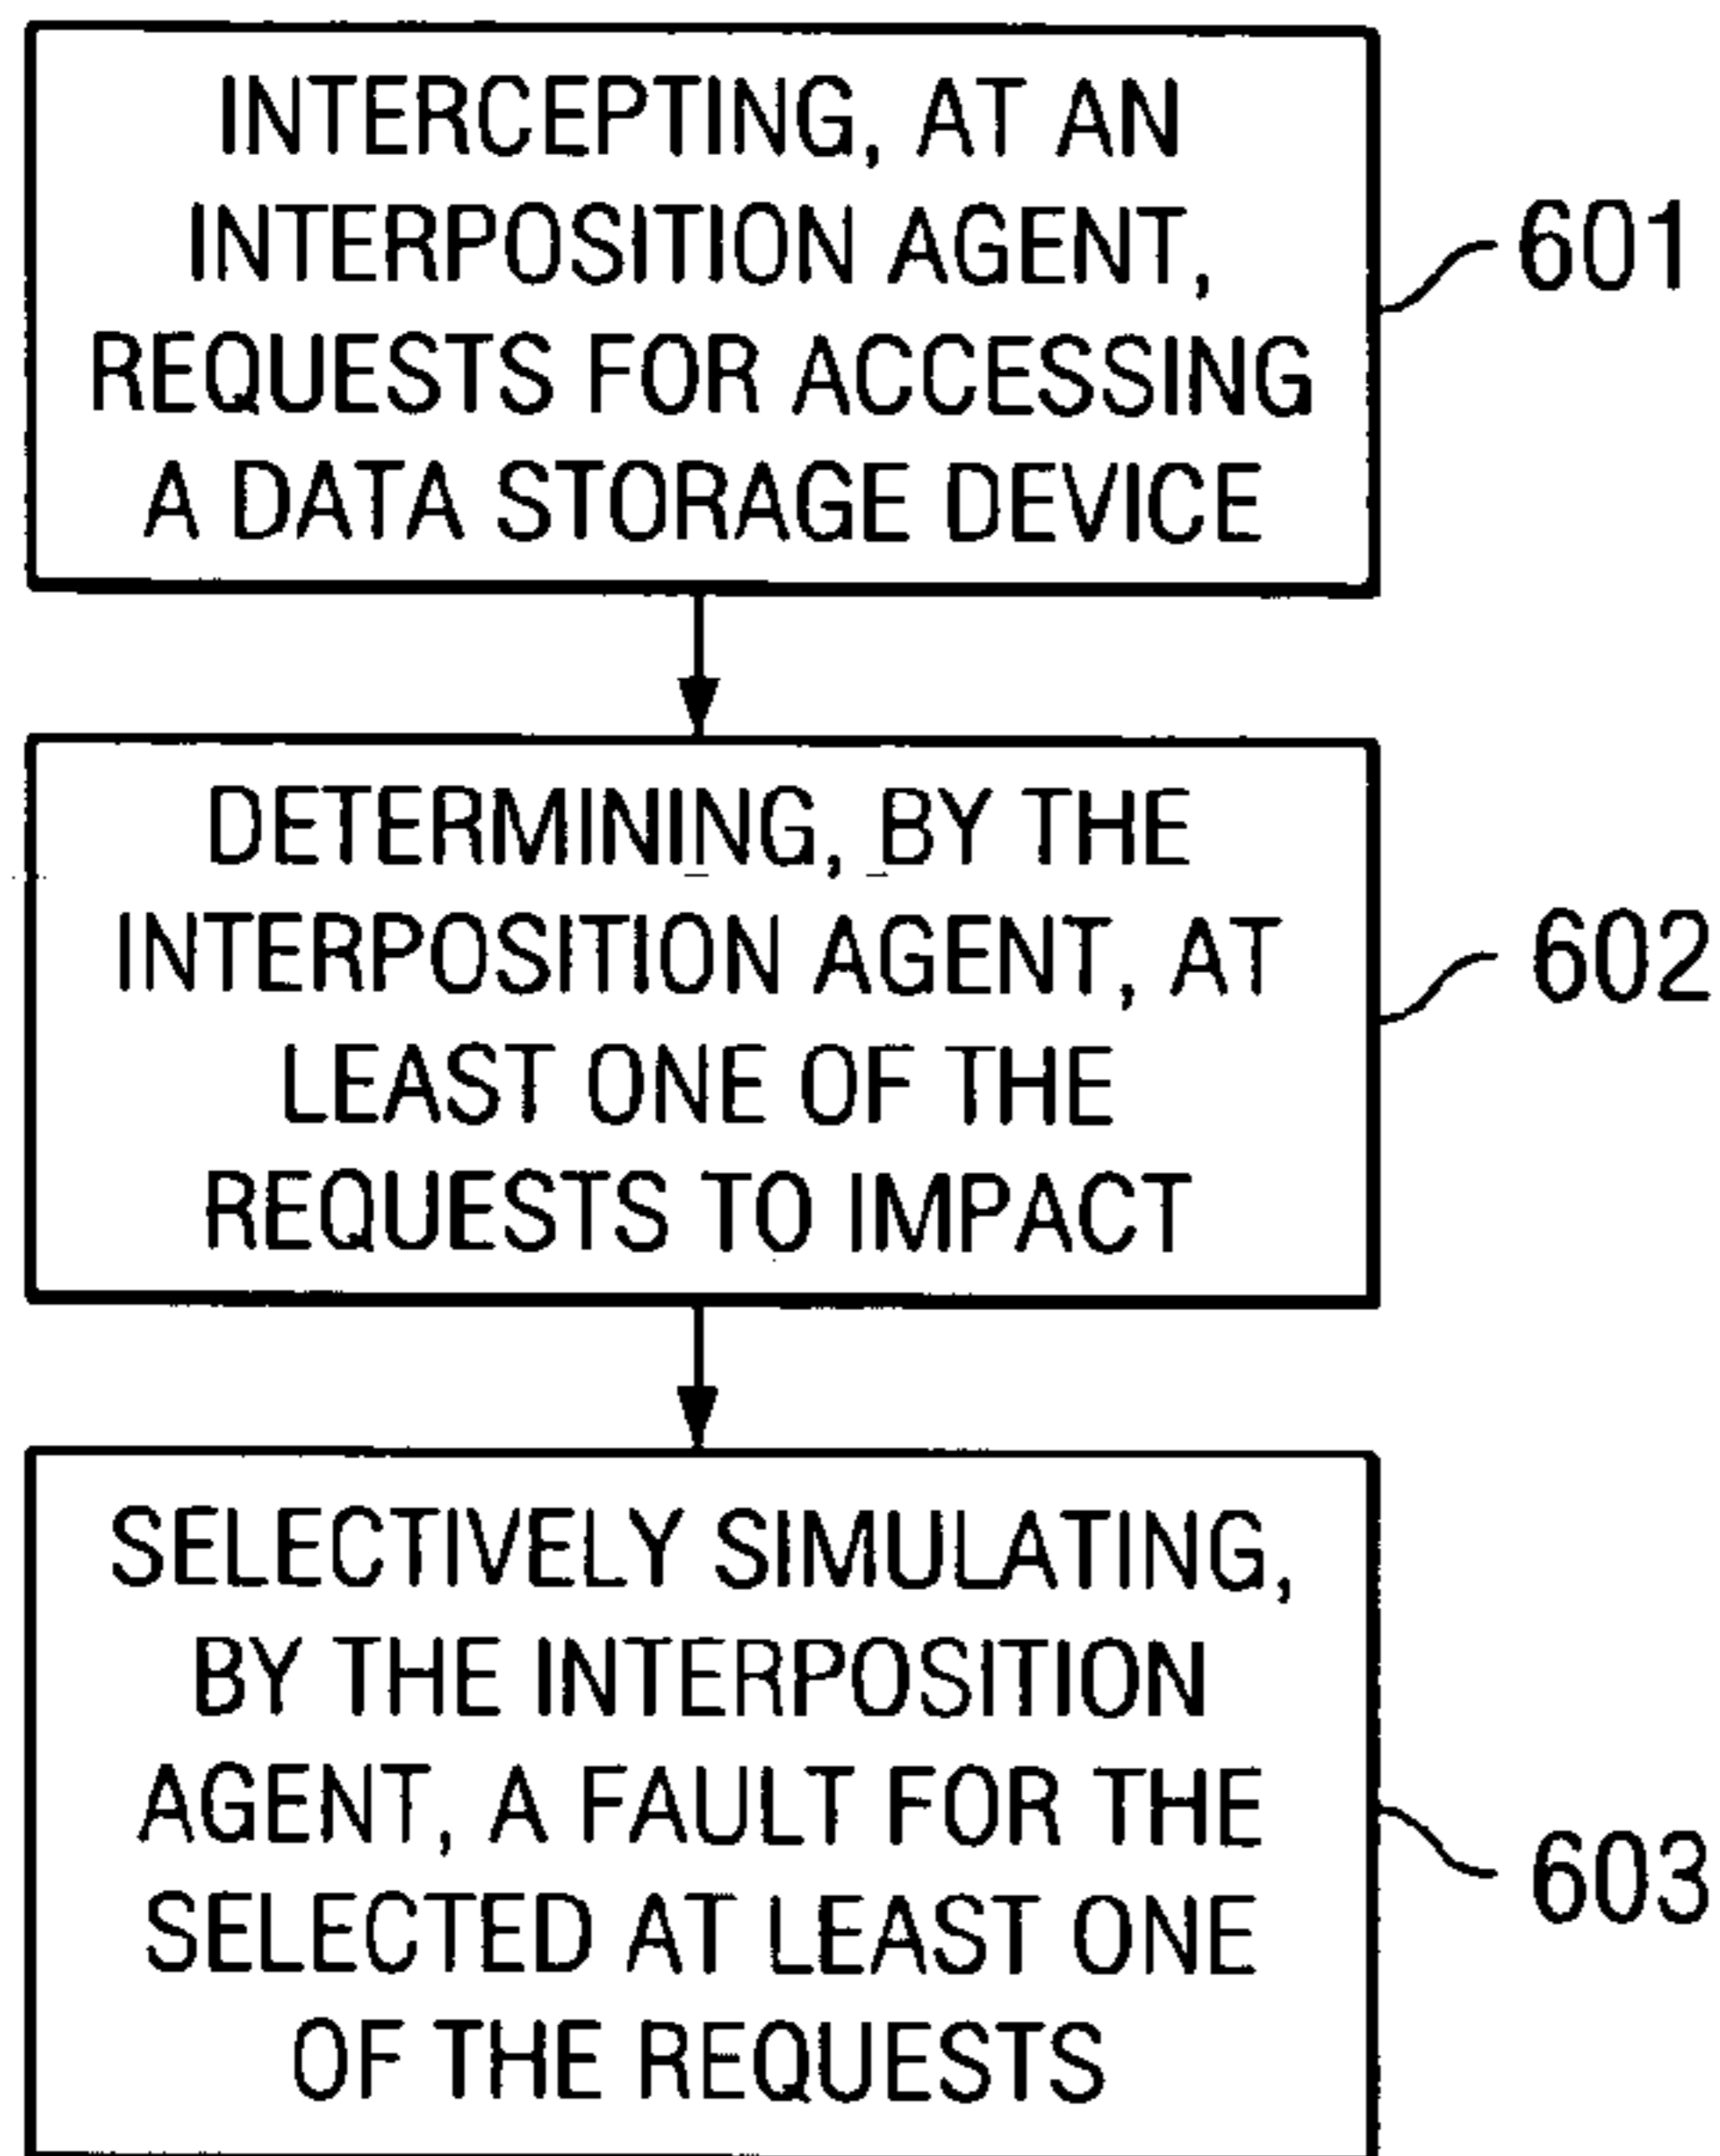 INTERCEPTING, AT AN
INTERPOSITION AGENT,
REQUESTS FOR ACCESSING
A DATA STORAGE DEVICE
601
DETERMINING, BY THE
INTERPOSITION AGENT, AT
LEAST ONE OF THE
REQUESTS TO IMPACT
602
SELECTIVELY SIMULATING,
BY THE INTERPOSITION
AGENT, A FAULT FOR THE
SELECTED AT LEAST ONE
OF THE REQUESTS
603